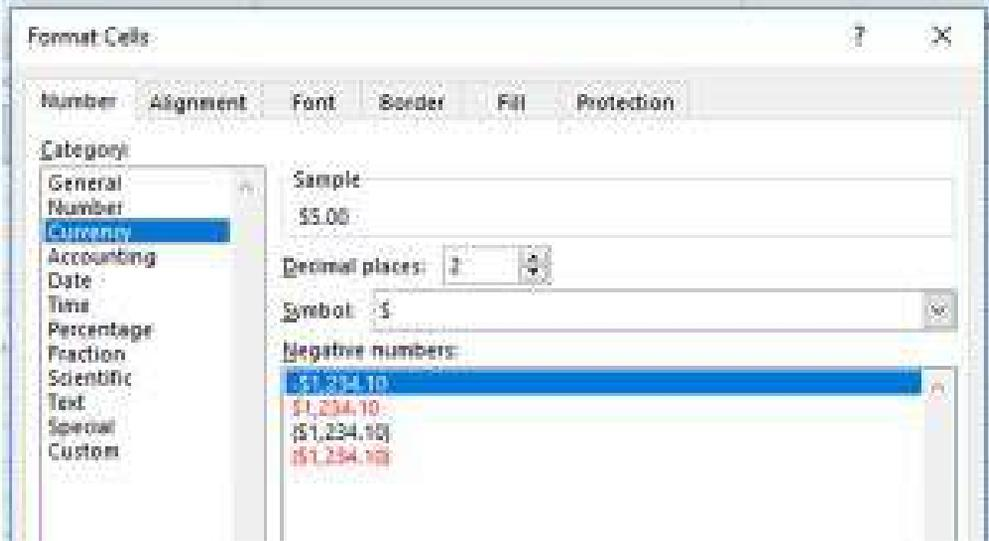 Format Cells ? X
Number Alignment Font Border Fill Protection
Category:
General
Number
Currency
Accounting
Date
Time
Percentage
Fraction
Scientific
Text
Special
Custom
Sample
$5.00
Decimal places: 2
Symbol: $
Negative numbers:
-$1,234.10
$1,234.10
($1,234.10)
($1,234.10)